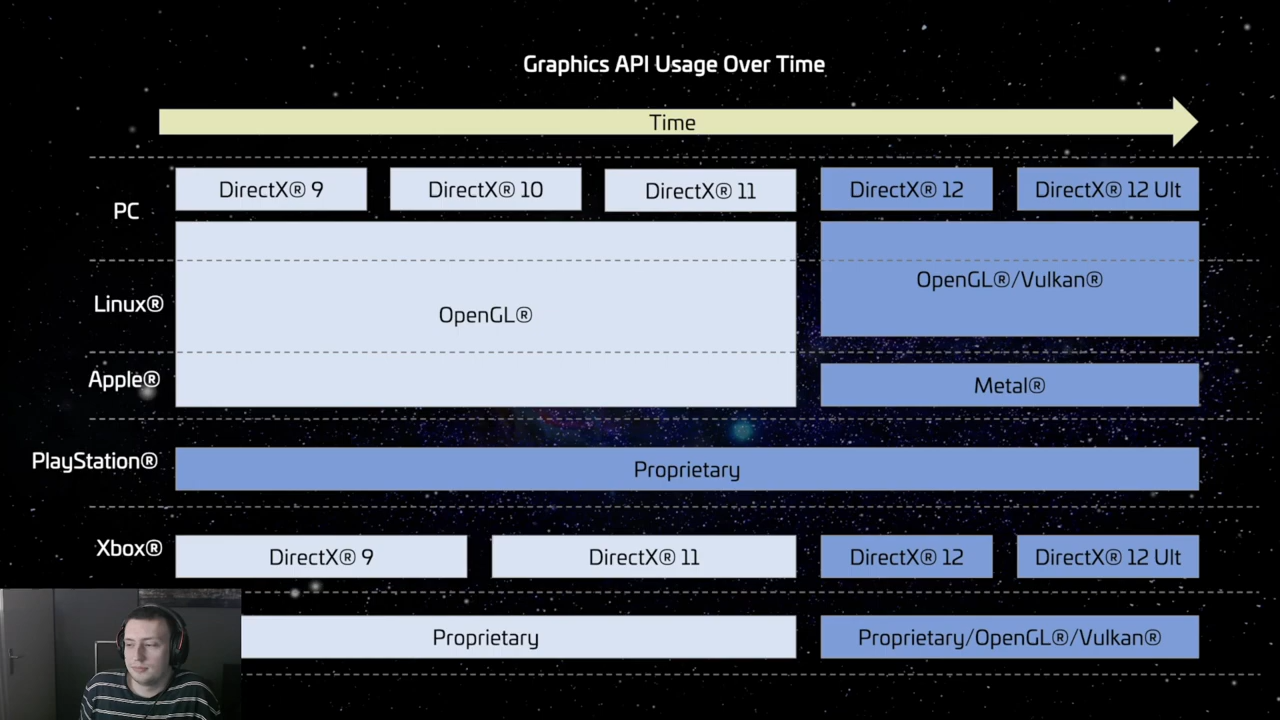 Graphics API Usage Over Time
Time
PC
DirectX® 9
DirectX® 10
DirectX® 11
DirectX® 12
DirectX® 12 Ult
Linux®
OpenGL®
OpenGL®/Vulkan®
Apple®
Metal®
PlayStation®
Proprietary
Xbox®
DirectX® 9
DirectX® 11
DirectX® 12
DirectX® 12 Ult
Proprietary
Proprietary/OpenGL®/Vulkan®